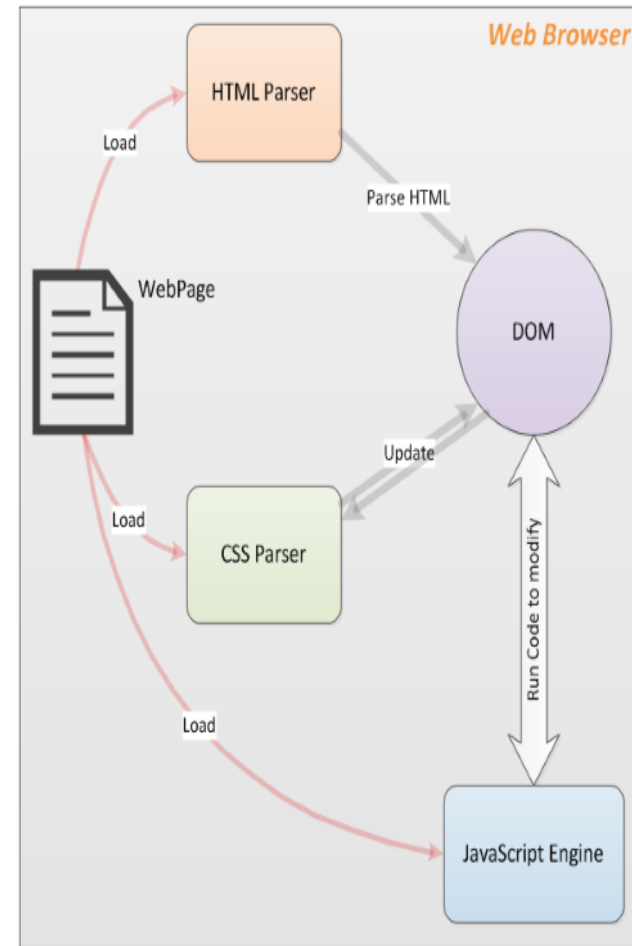 Web Browser
HTML Parser
Load
Parse HTML
WebPage
DOM
Update
Load
CSS Parser
Run Code to modify
Load
JavaScript Engine